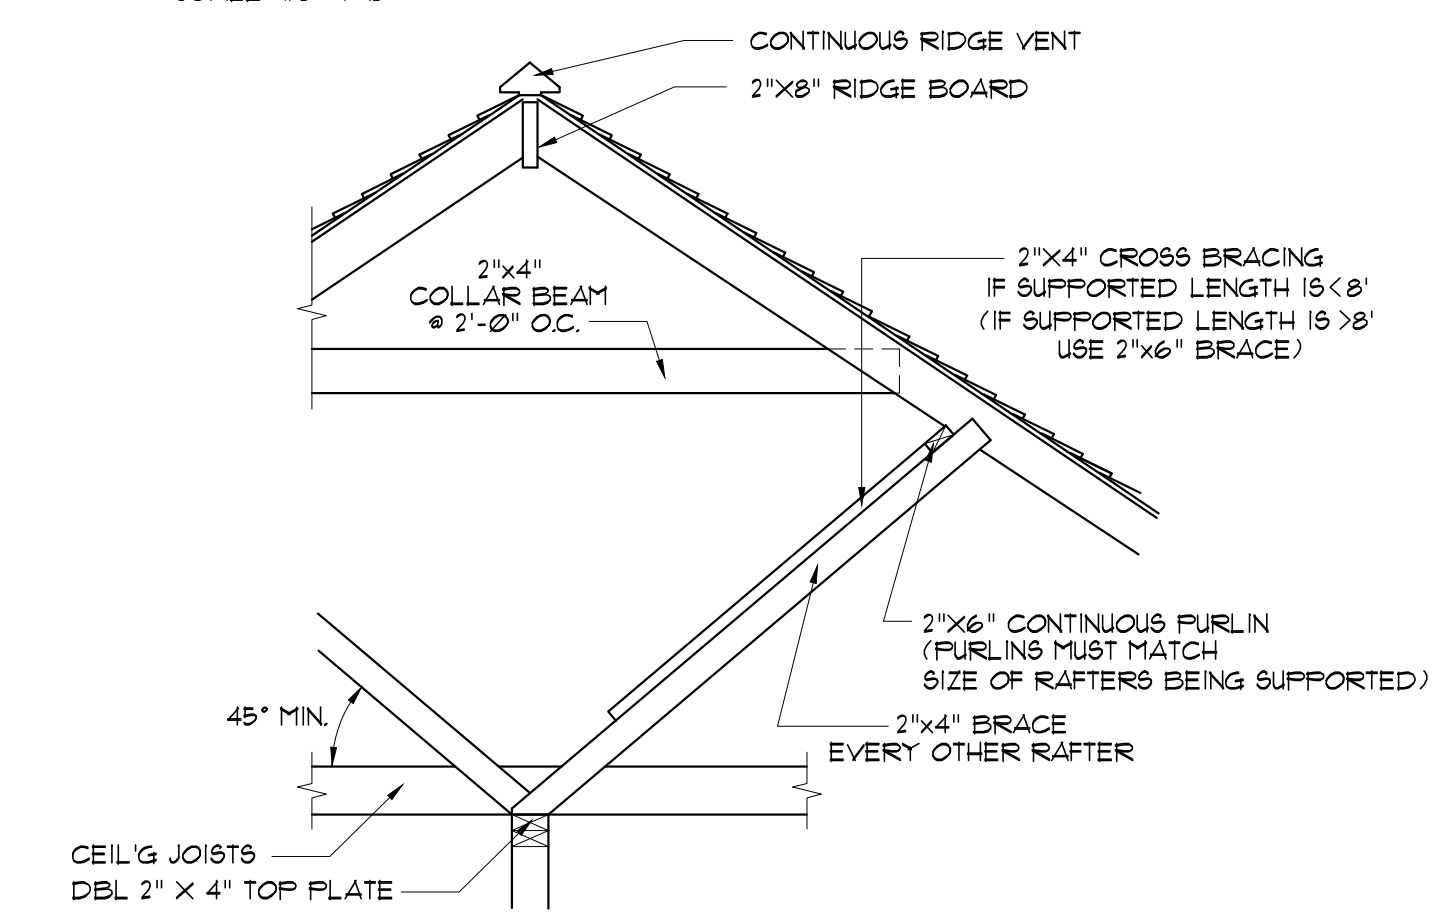 CONTINUOUS RIDGE VENT
2"X8" RIDGE BOARD
2"X4" CROSS BRACING
IF SUPPORTED LENGTH IS<8'
(IF SUPPORTED LENGTH IS >8'
USE 2"x6" BRACE)
2"x4"
COLLAR BEAM
@ 2'-0" O.C.
2"X6" CONTINUOUS PURLIN
(PURLINS MUST MATCH
SIZE OF RAFTERS BEING SUPPORTED)
2"x4" BRACE
EVERY OTHER RAFTER
45° MIN.
CEIL'G JOISTS
DBL 2" X 4" TOP PLATE